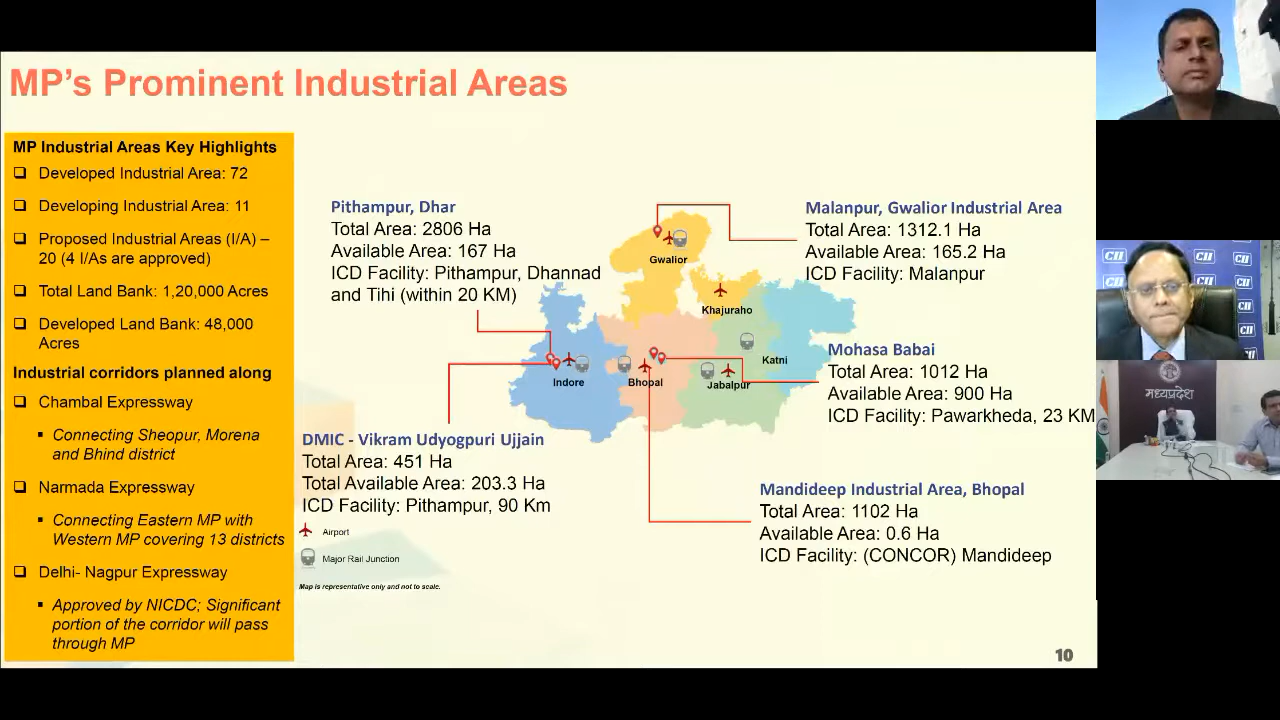 MP's Prominent Industrial Areas
MP Industrial Areas Key Highlights
Developed Industrial Area: 72
Developing Industrial Area: 11
Proposed Industrial Areas (I/A) –
20 (4 I/As are approved)
Total Land Bank: 1,20,000 Acres
Developed Land Bank: 48,000
Acres
Industrial corridors planned along
Chambal Expressway
Connecting Sheopur, Morena
and Bhind district
Narmada Expressway
Connecting Eastern MP with
Western MP covering 13 districts
Delhi- Nagpur Expressway
Approved by NICDC; Significant
portion of the corridor will pass
through MP
Pithampur, Dhar
Total Area: 2806 Ha
Available Area: 167 Ha
ICD Facility: Pithampur, Dhannad
and Tihi (within 20 KM)
DMIC - Vikram Udyogpuri Ujjain
Total Area: 451 Ha
Total Available Area: 203.3 Ha
ICD Facility: Pithampur, 90 Km
Airport
Major Rail Junction
Map is representative only and not to scale.
Gwalior
Khajuraho
Katni
Indore
Bhopal
Jabalpur
Malanpur, Gwalior Industrial Area
Total Area: 1312.1 Ha
Available Area: 165.2 Ha
ICD Facility: Malanpur
Mohasa Babai
Total Area: 1012 Ha
Available Area: 900 Ha
ICD Facility: Pawarkheda, 23 KM
Mandideep Industrial Area, Bhopal
Total Area: 1102 Ha
Available Area: 0.6 Ha
ICD Facility: (CONCOR) Mandideep
10
CII
CII
CII
CII
मध्यप्रदेश